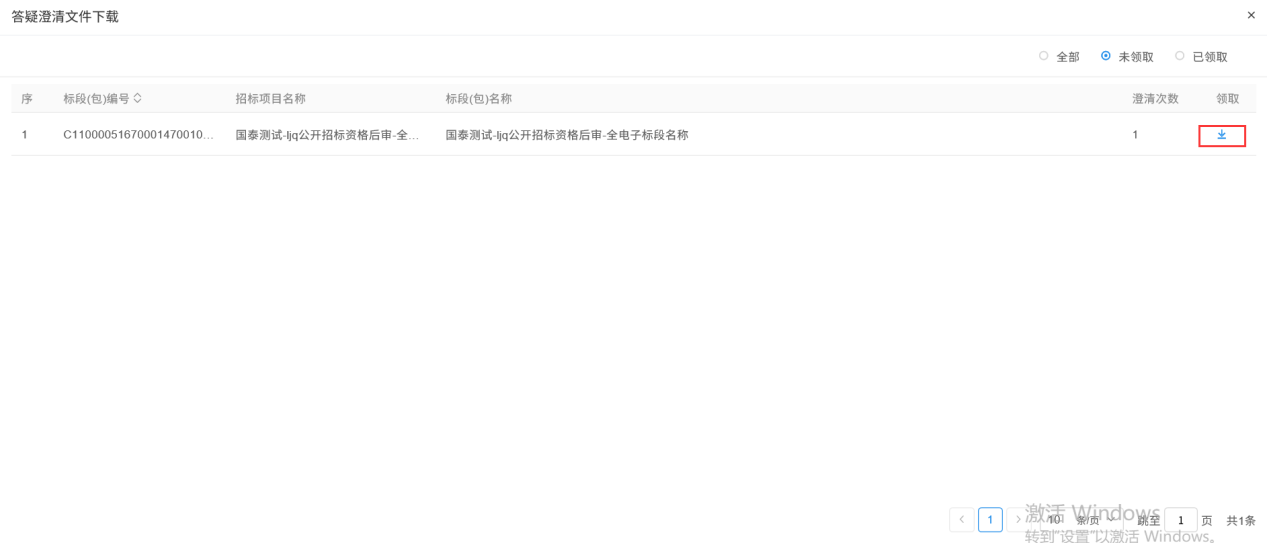 答疑澄清文件下载 ×
全部 未领取 已领取
序 标段(包)编号 招标项目名称 标段(包)名称 澄清次数 领取
1 C11000051670001470010... 国泰测试-ljq公开招标资格后审-全... 国泰测试-ljq公开招标资格后审-全电子标段名称 1
< 1 > 10 条/页 跳至 1 页 共1条
激活 Windows
转到"设置"以激活 Windows。